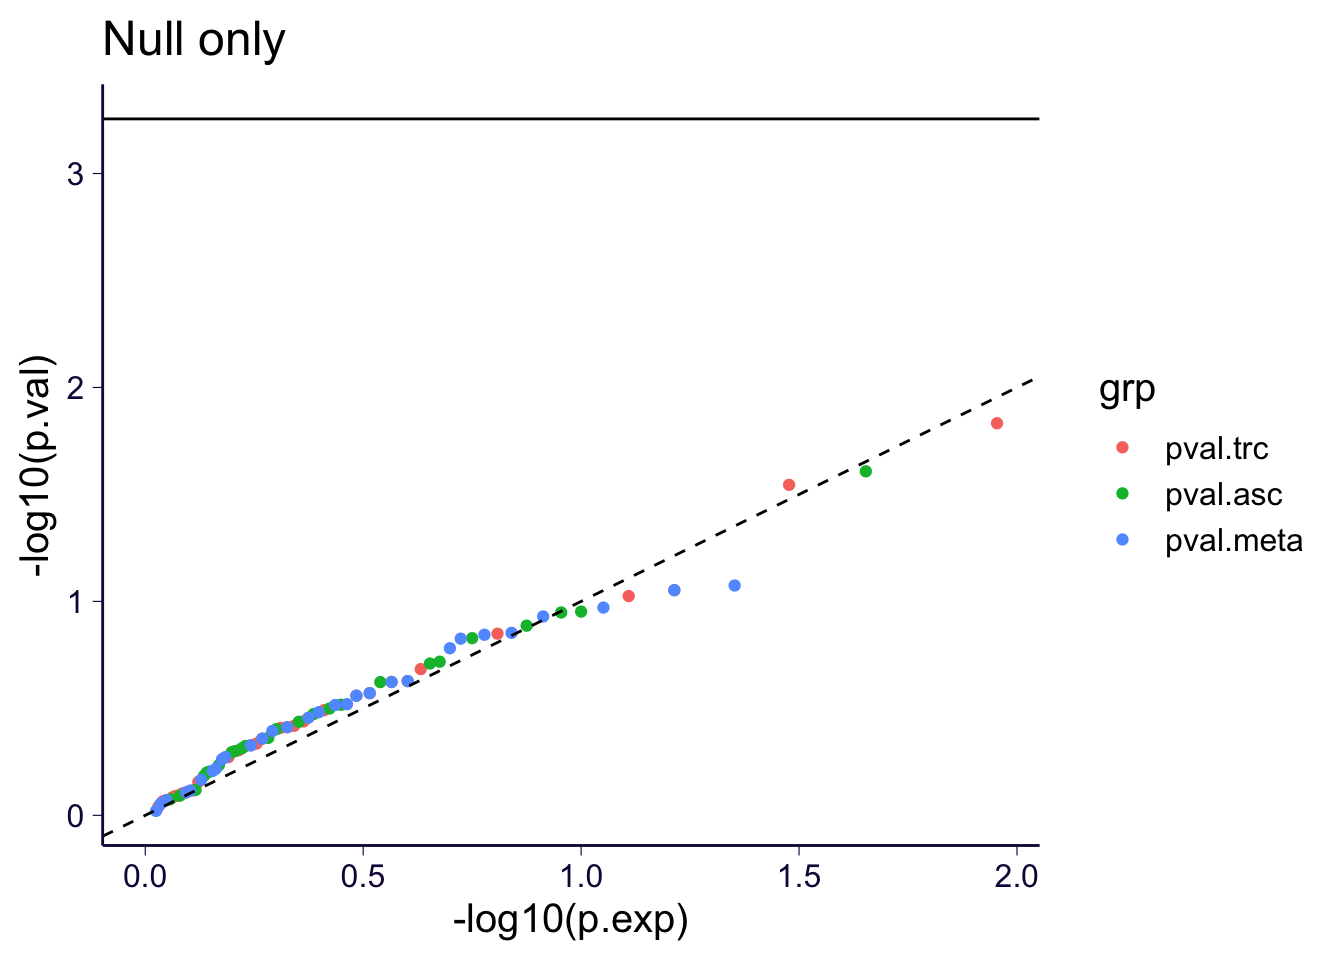 Null only
-log10(p.val)
3
2
1
0
0.0 0.5 1.0 1.5 2.0
-log10(p.exp)
grp
pval.trc
pval.asc
pval.meta